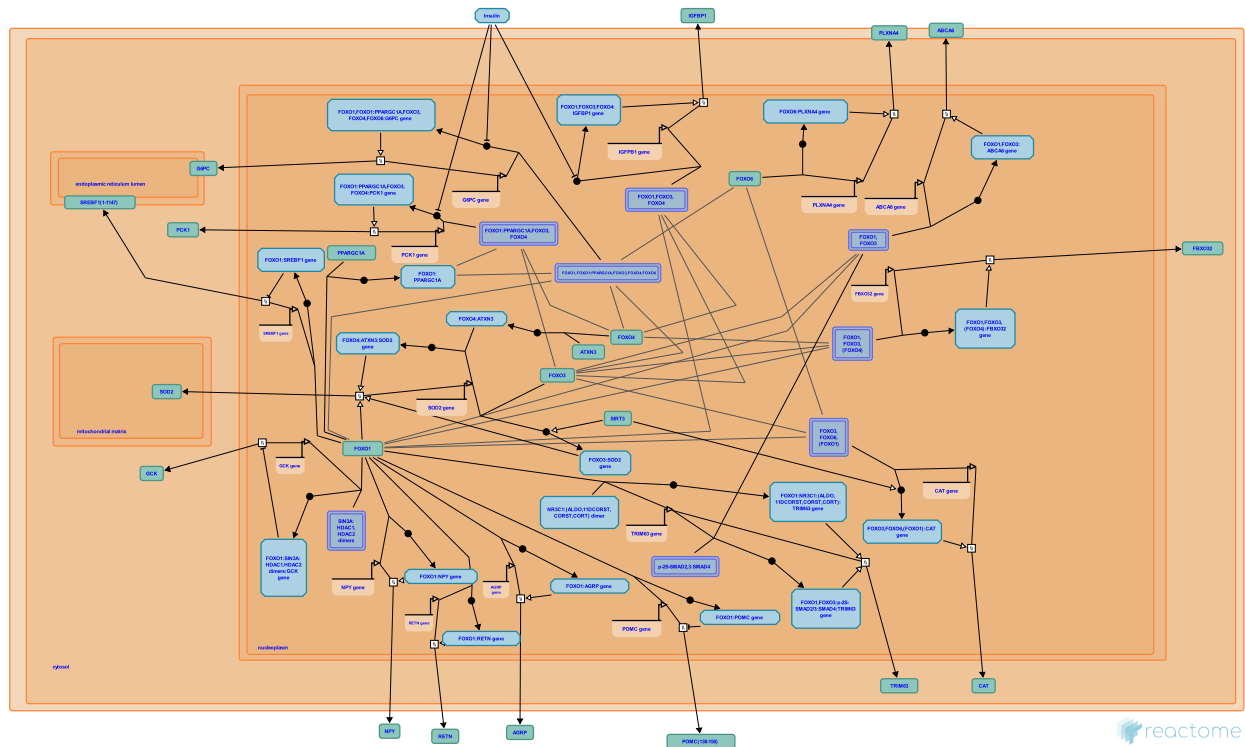 Insulin
IGFBP1
PLXNA4
ABCA6
FOXO1,FOXO1:PPARGC1A,FOXO3,
FOXO4,FOXO6:G6PC gene
FOXO1,FOXO3,FOXO4:
IGFBP1 gene
FOXO6:PLXNA4 gene
FOXO1,FOXO3:
ABCA6 gene
IGFBP1 gene
G6PC
endoplasmic reticulum lumen
SREBF1(1-1147)
FOXO1:PPARGC1A,FOXO3,
FOXO4:PCK1 gene
G6PC gene
FOXO1,FOXO3,
FOXO4
FOXO6
PLXNA4 gene
ABCA6 gene
PCK1
PCK1 gene
FOXO1:PPARGC1A,FOXO3,
FOXO4
FOXO1,
FOXO3
FBXO32
FOXO1:SREBF1 gene
PPARGC1A
FOXO1:
PPARGC1A
FOXO1,FOXO1:PPARGC1A,FOXO3,FOXO4,FOXO6
FBXO32 gene
SREBF1 gene
FOXO4:ATXN3
FOXO4
FOXO1,
FOXO3,
(FOXO4)
FOXO1,FOXO3,
(FOXO4):FBXO32
gene
FOXO4:ATXN3:SOD2
gene
ATXN3
FOXO3
SOD2
mitochondrial matrix
SOD2 gene
SIRT3
FOXO3,
FOXO6,
(FOXO1)
FOXO1
GCK
GCK gene
FOXO3:SOD2
gene
CAT gene
SIN3A:
HDAC1,
HDAC2
dimers
NR3C1:(ALDO,11DCORST,
CORST,CORT) dimer
TRIM63 gene
FOXO1:NR3C1:(ALDO,
11DCORST,CORST,CORT):
TRIM63 gene
FOXO3,FOXO6,(FOXO1):CAT
gene
FOXO1:SIN3A:
HDAC1,HDAC2
dimers:GCK
gene
NPY gene
FOXO1:NPY gene
AGRP
gene
FOXO1:AGRP gene
p-2S-SMAD2,3:SMAD4
RETN gene
FOXO1:RETN gene
POMC gene
FOXO1:POMC gene
FOXO1,FOXO3:p-2S-
SMAD2/3:SMAD4:TRIM63
gene
nucleoplasm
cytosol
TRIM63
CAT
NPY
RETN
AGRP
POMC(138-150)
reactome